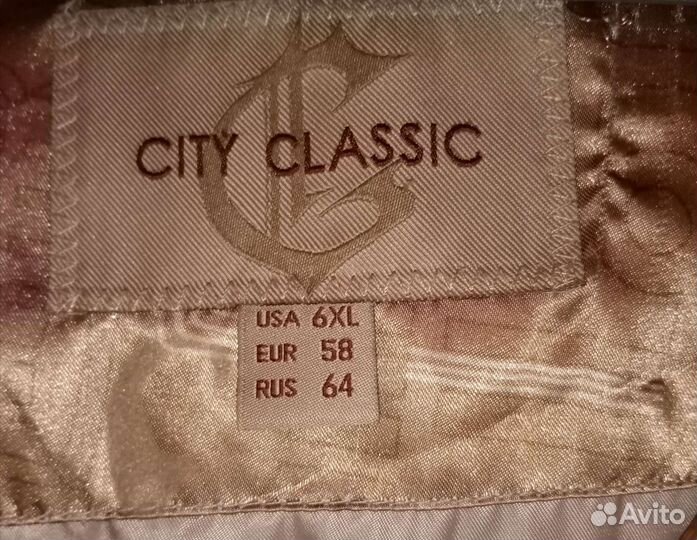 CITY CLASSIC
USA 6XL
EUR 58
RUS 64
Avito